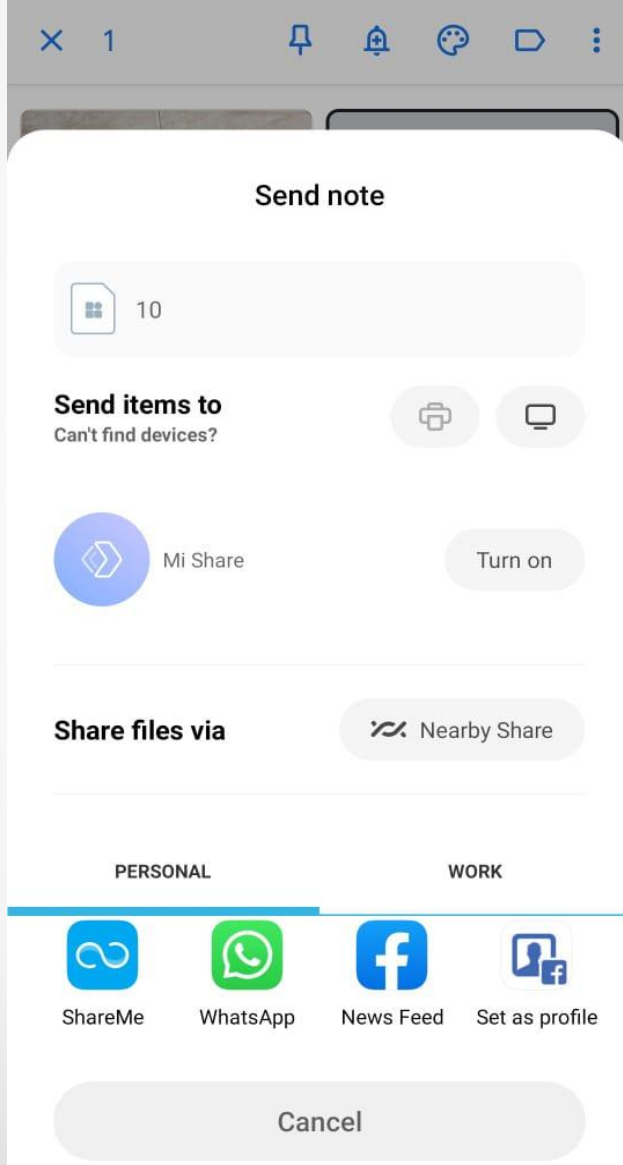 1
Send note
10
Send items to
Can't find devices?
Mi Share
Turn on
Share files via
Nearby Share
PERSONAL
WORK
ShareMe
WhatsApp
News Feed
Set as profile
Cancel